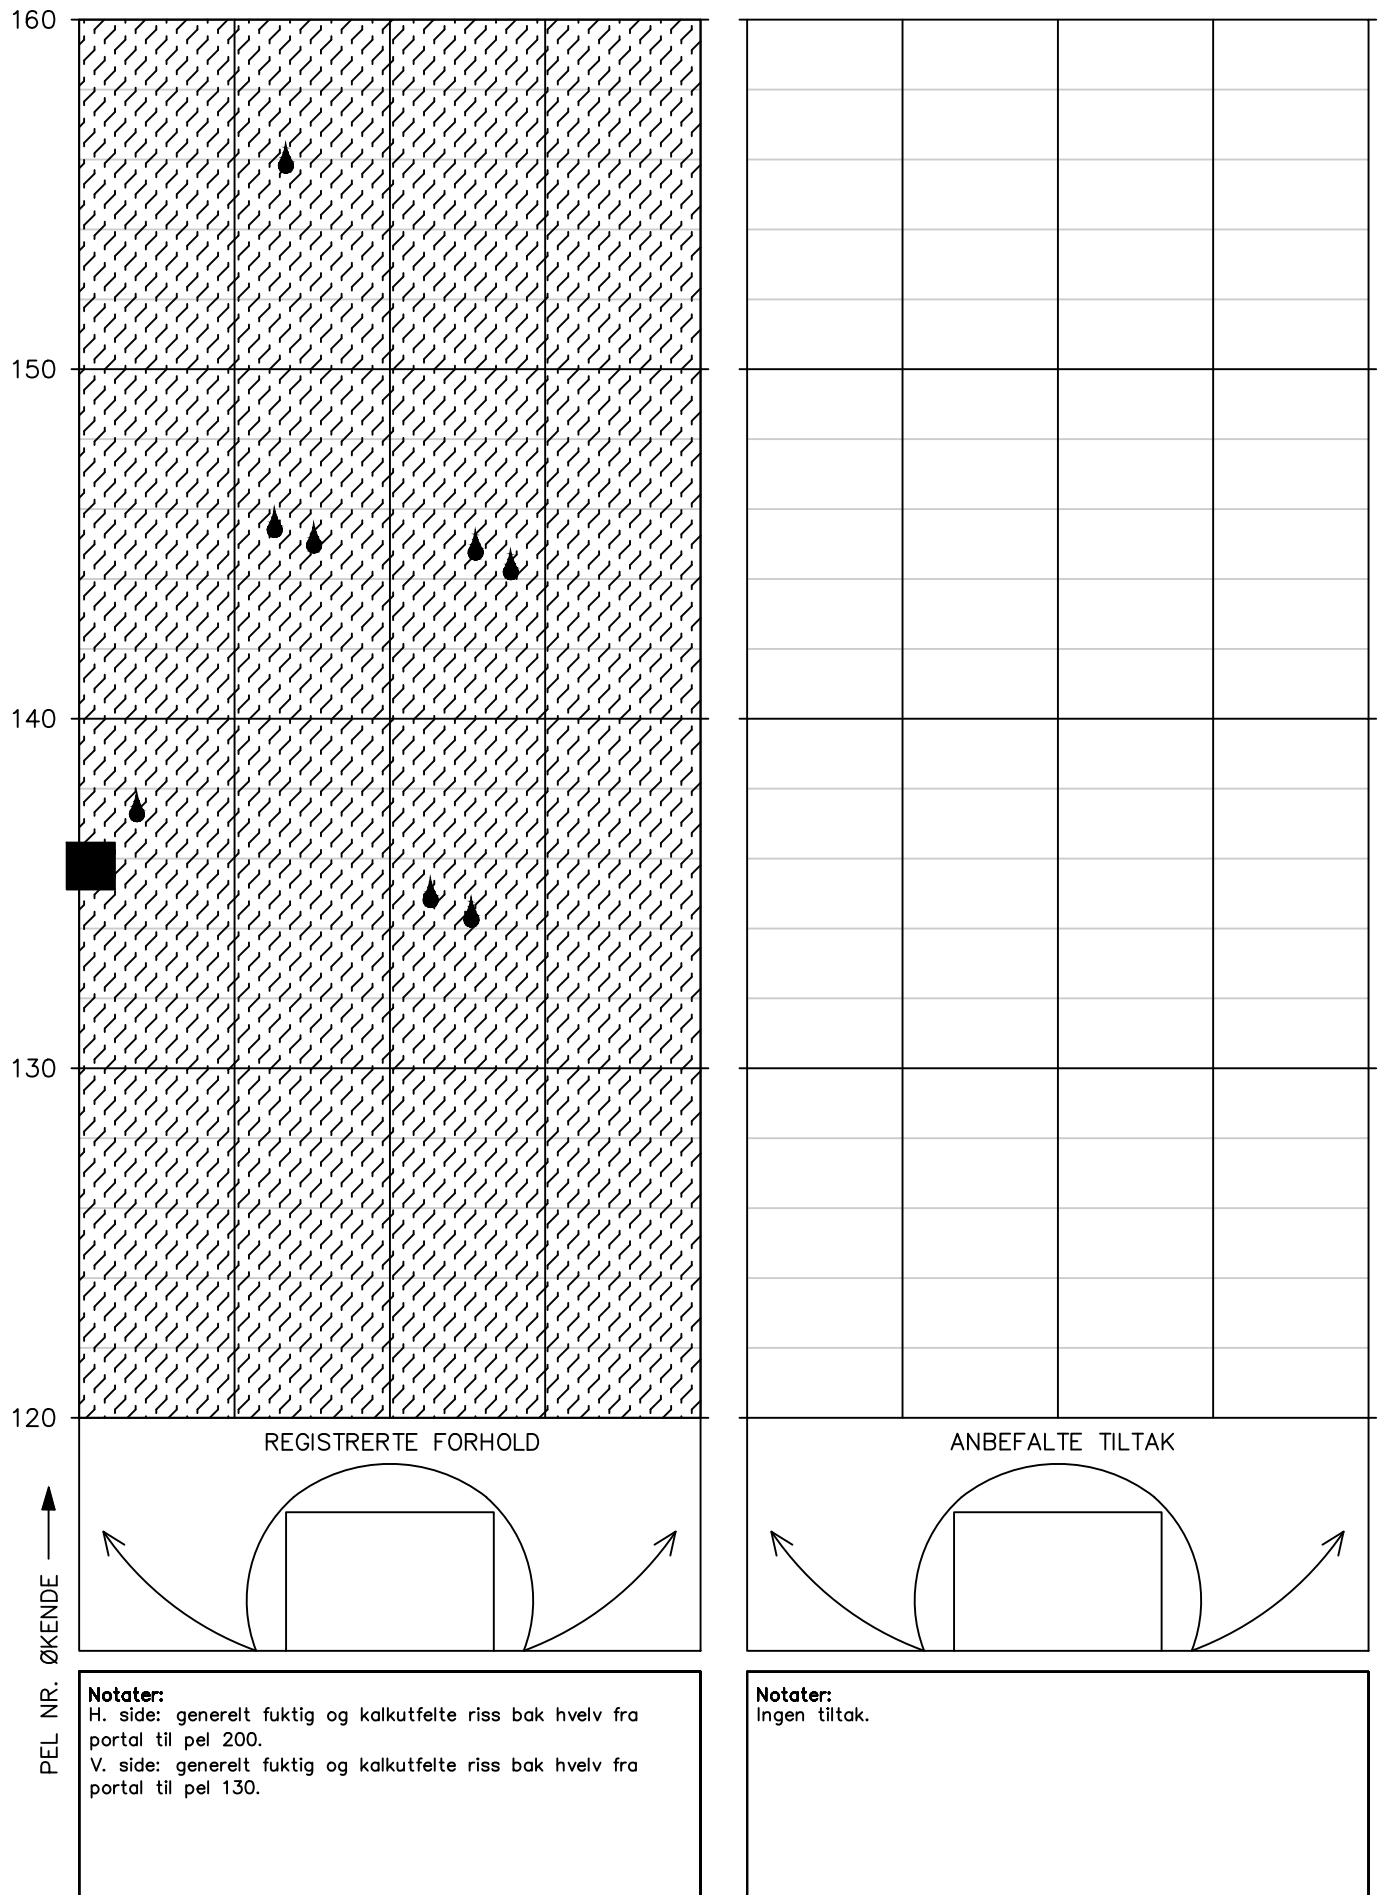 160
150
140
130
120
REGISTRERTE FORHOLD
ANBEFALTE TILTAK
PEL NR. ØKENDE
Notater:
H. side: generelt fuktig og kalkutfelte riss bak hvelv fra
portal til pel 200.
V. side: generelt fuktig og kalkutfelte riss bak hvelv fra
portal til pel 130.
Notater:
Ingen tiltak.